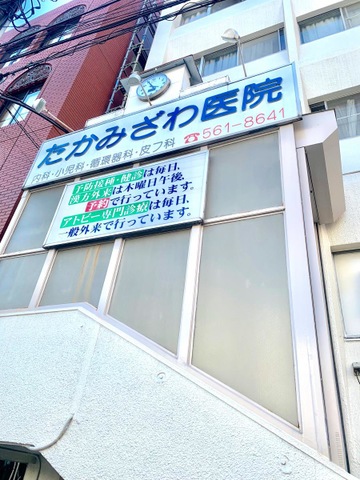 たかみざわ医院
内科・小児科・循環器科・皮フ科 ☎561-8641
予防接種・健診は毎日、
漢方外来は木曜日午後、
予約で行っています。
アトピー専門診療は毎日、
一般外来で行っています。